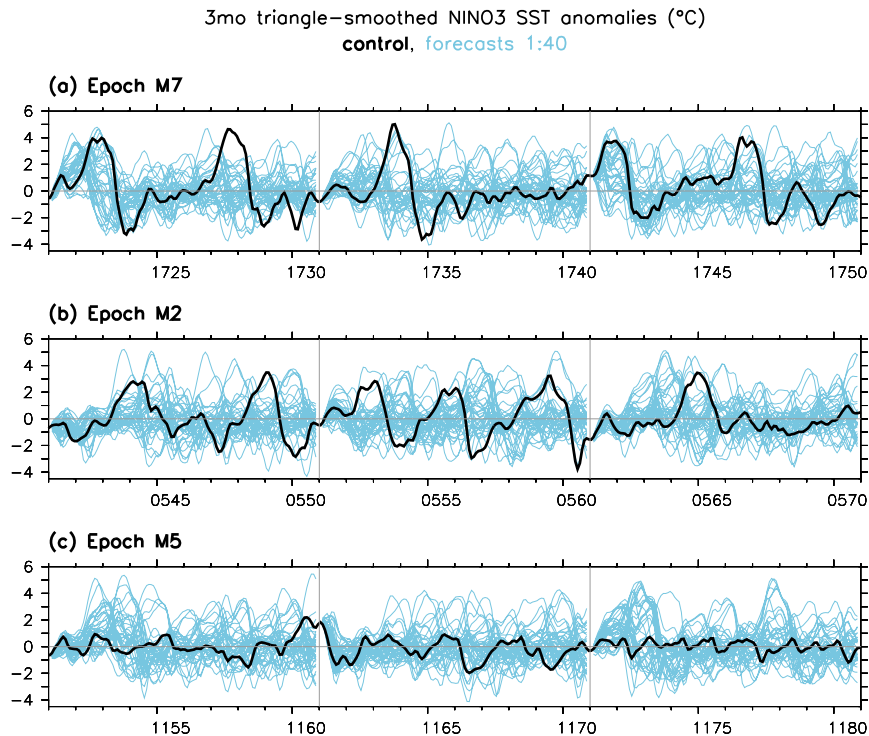 3mo triangle-smoothed NINO3 SST anomalies (°C)
control, forecasts 1:40
(a) Epoch M7
6
4
2
0
-2
-4
1725 1730 1735 1740 1745 1750
(b) Epoch M2
6
4
2
0
-2
-4
0545 0550 0555 0560 0565 0570
(c) Epoch M5
6
4
2
0
-2
-4
1155 1160 1165 1170 1175 1180